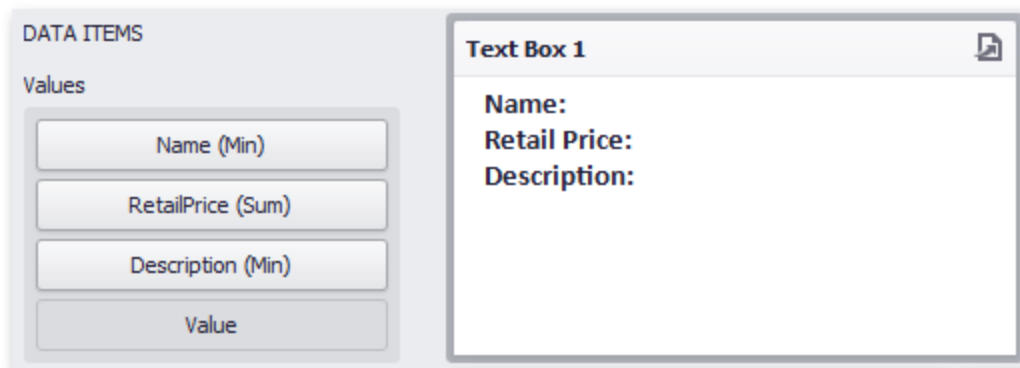 DATA ITEMS
Values
Name (Min)
RetailPrice (Sum)
Description (Min)
Value
Text Box 1
Name:
Retail Price:
Description: